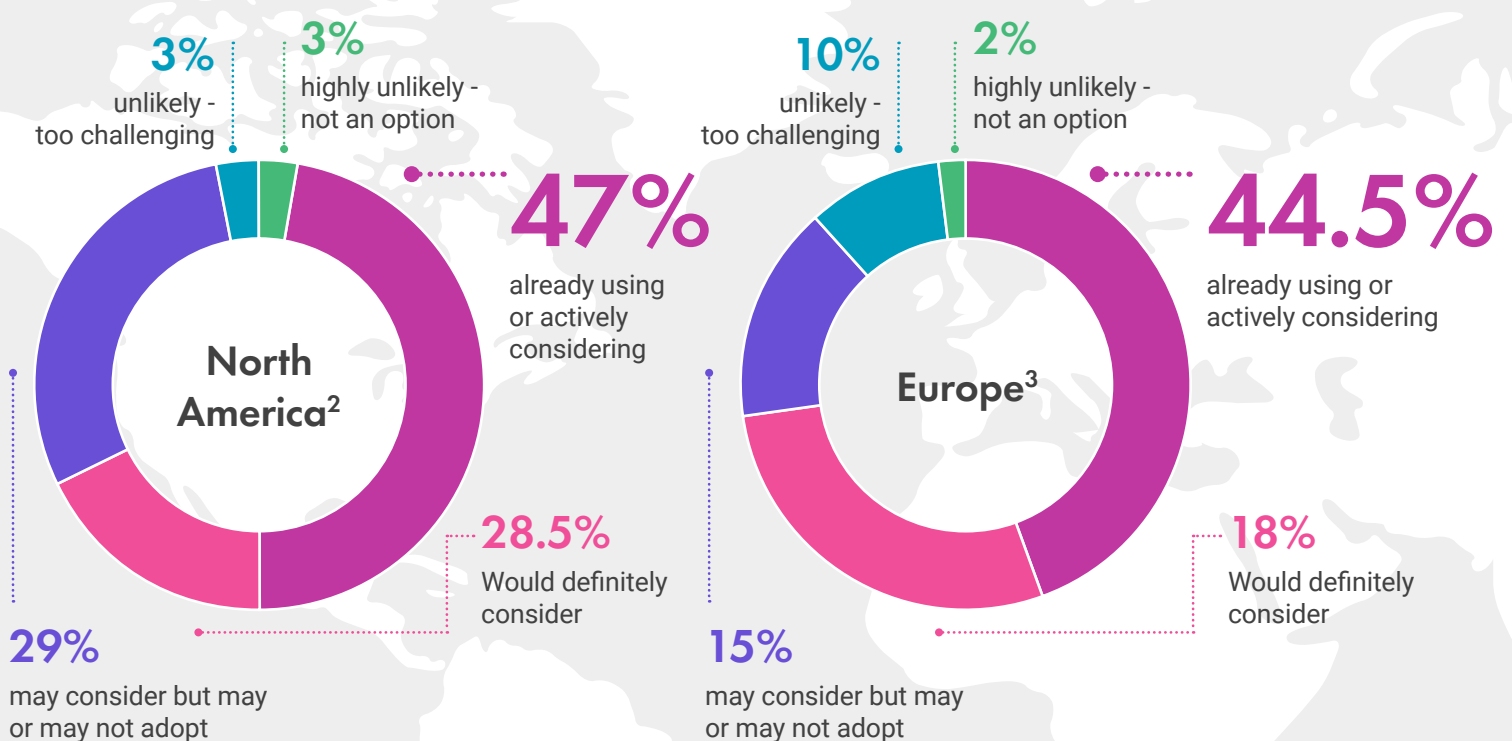 3%
unlikely -
too challenging
3%
highly unlikely -
not an option
47%
already using
or actively
considering
North
America²
28.5%
Would definitely
consider
29%
may consider but may
or may not adopt
10%
unlikely -
too challenging
2%
highly unlikely -
not an option
44.5%
already using or
actively considering
Europe³
18%
Would definitely
consider
15%
may consider but may
or may not adopt